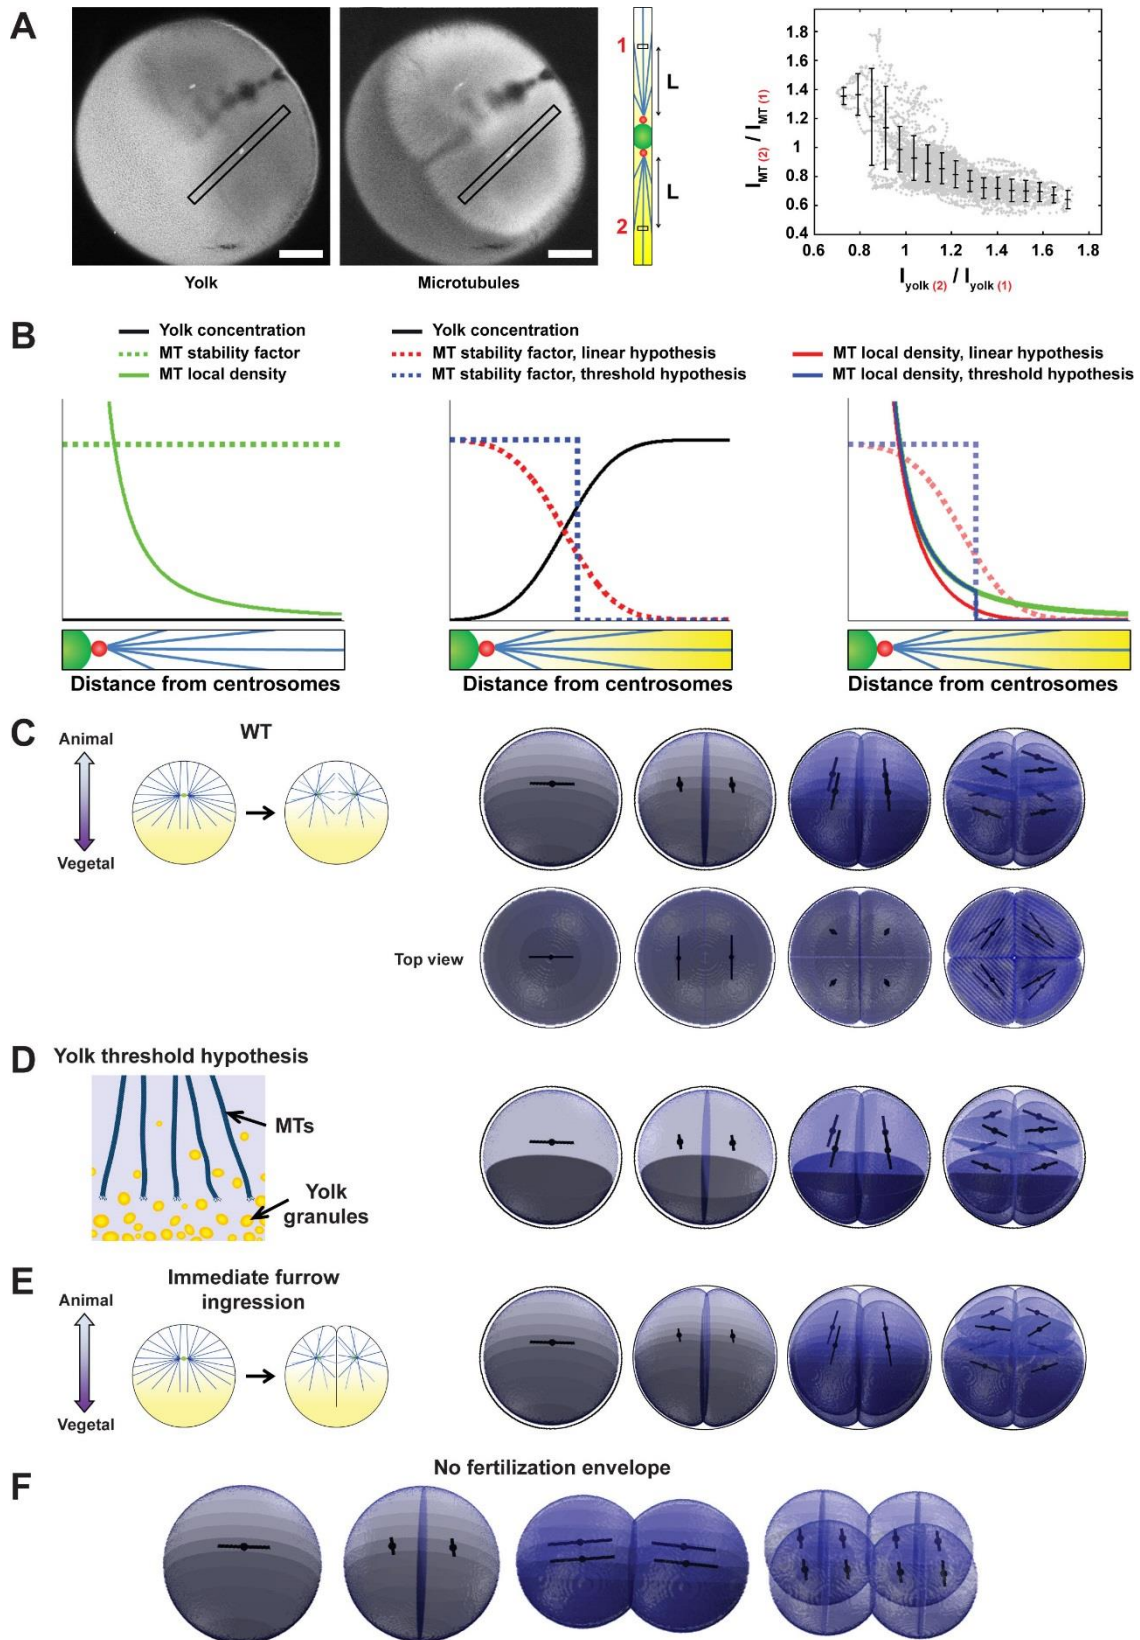 A
Yolk
Microtubules
1
L
L
2
I MT (2) / I MT (1)
1.8
1.6
1.4
1.2
1
0.8
0.6
0.4
0.6 0.8 1 1.2 1.4 1.6 1.8
I yolk (2) / I yolk (1)
B
Yolk concentration
MT stability factor
MT local density
Yolk concentration
MT stability factor, linear hypothesis
MT stability factor, threshold hypothesis
MT local density, linear hypothesis
MT local density, threshold hypothesis
Distance from centrosomes
Distance from centrosomes
Distance from centrosomes
C
WT
Animal
Vegetal
Top view
D
Yolk threshold hypothesis
MTs
Yolk
granules
E
Immediate furrow
ingression
Animal
Vegetal
F
No fertilization envelope